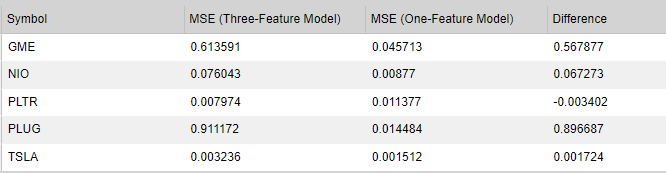 Symbol MSE (Three-Feature Model) MSE (One-Feature Model) Difference
GME 0.613591 0.045713 0.567877
NIO 0.076043 0.00877 0.067273
PLTR 0.007974 0.011377 -0.003402
PLUG 0.911172 0.014484 0.896687
TSLA 0.003236 0.001512 0.001724